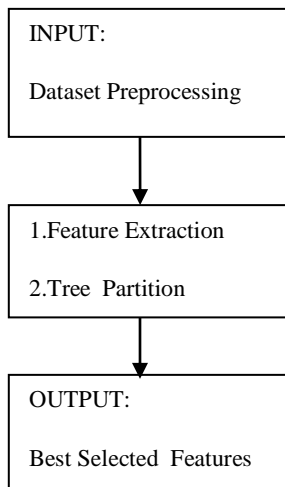 INPUT:
Dataset Preprocessing
1.Feature Extraction
2.Tree Partition
OUTPUT:
Best Selected Features